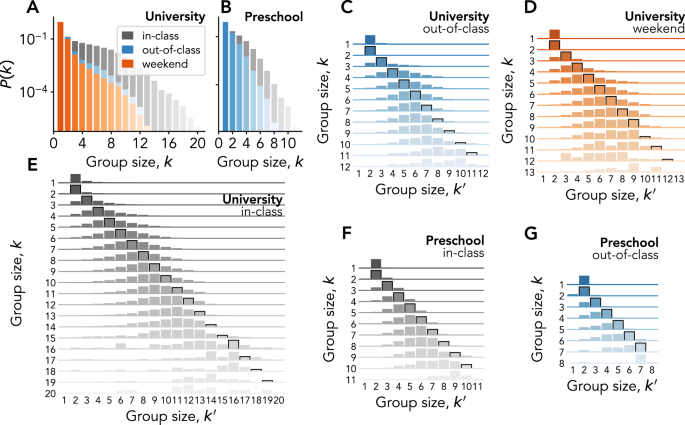 A
University
in-class
out-of-class
weekend
10⁻¹
10⁻⁴
P(k)
0 4 8 12 16 20
Group size, k
B
Preschool
0 2 4 6 8 10
Group size, k
C
University
out-of-class
Group size, k
1
2
3
4
5
6
7
8
9
10
11
12
1 2 3 4 5 6 7 8 9 10 11 12
Group size, k′
D
University
weekend
Group size, k
1
2
3
4
5
6
7
8
9
10
11
12
13
1 2 3 4 5 6 7 8 9 10 11 12 13
Group size, k′
E
University
in-class
Group size, k
1
2
3
4
5
6
7
8
9
10
11
12
13
14
15
16
17
18
19
20
1 2 3 4 5 6 7 8 9 10 11 12 13 14 15 16 17 18 19 20
Group size, k′
F
Preschool
in-class
Group size, k
1
2
3
4
5
6
7
8
9
10
11
1 2 3 4 5 6 7 8 9 10 11
Group size, k′
G
Preschool
out-of-class
Group size, k
1
2
3
4
5
6
7
8
1 2 3 4 5 6 7 8
Group size, k′